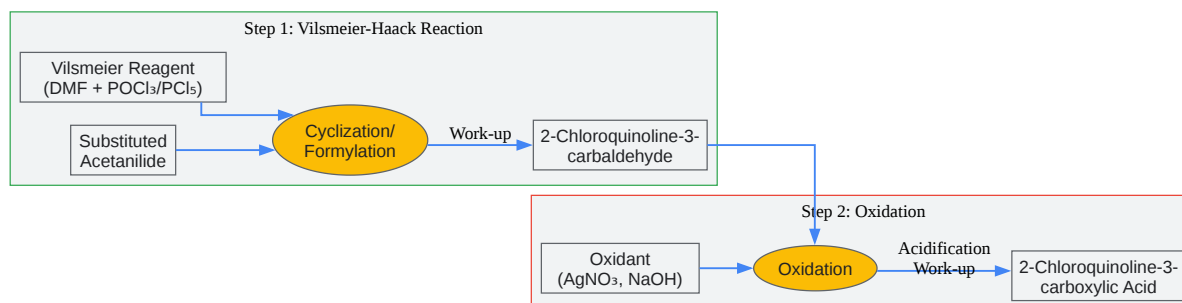 Step 1: Vilsmeier-Haack Reaction
Vilsmeier Reagent
(DMF + POCl₃/PCl₅)
Substituted
Acetanilide
Cyclization/
Formylation
Work-up
2-Chloroquinoline-3-
carbaldehyde
Step 2: Oxidation
Oxidant
(AgNO₃, NaOH)
Oxidation
Acidification
Work-up
2-Chloroquinoline-3-
carboxylic Acid